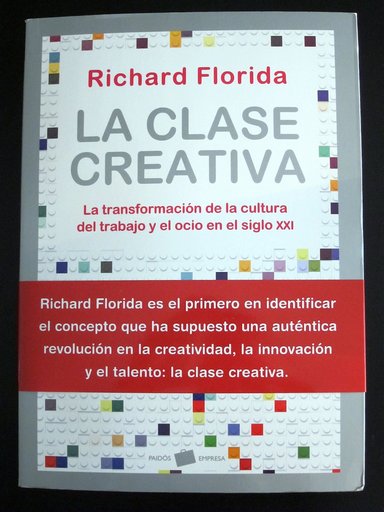 Richard Florida
LA CLASE
CREATIVA
La transformación de la cultura
del trabajo y el ocio en el siglo XXI
Richard Florida es el primero en identificar
el concepto que ha supuesto una auténtica
revolución en la creatividad, la innovación
y el talento: la clase creativa.
PAIDÓS EMPRESA